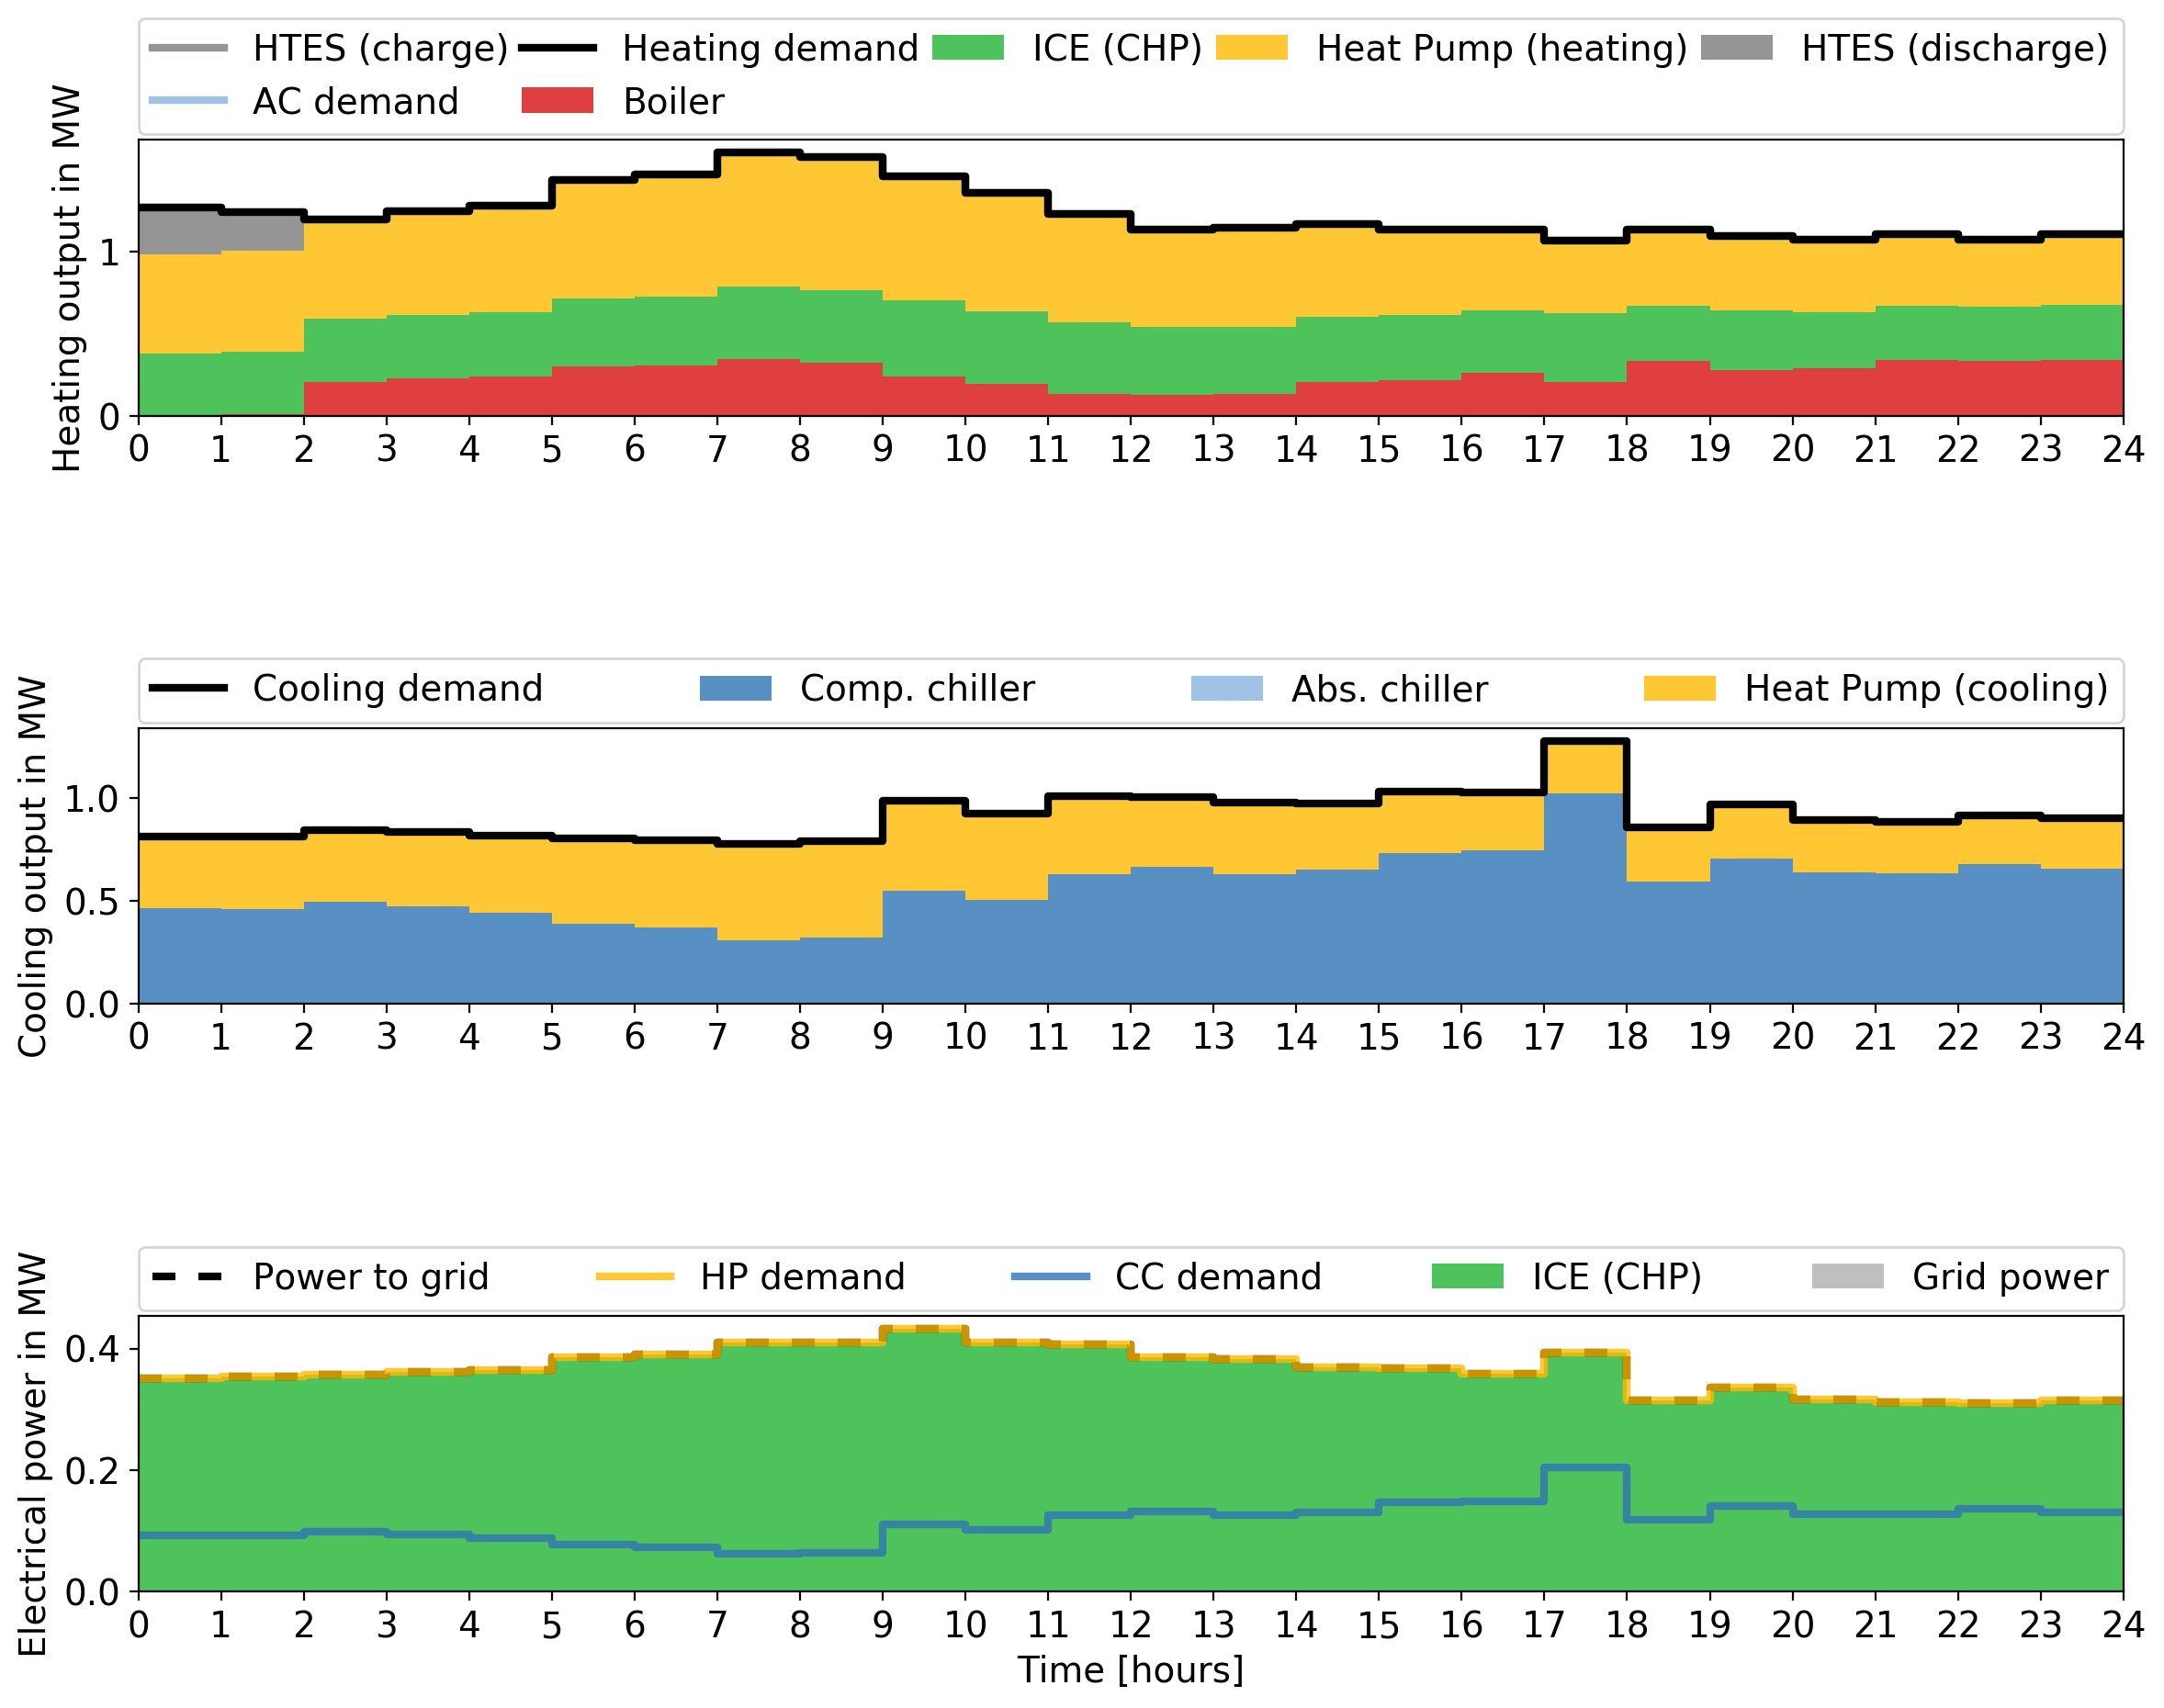 HTES (charge) Heating demand ICE (CHP) Heat Pump (heating) HTES (discharge)
AC demand Boiler
Heating output in MW
1
0
0 1 2 3 4 5 6 7 8 9 10 11 12 13 14 15 16 17 18 19 20 21 22 23 24
Cooling demand Comp. chiller Abs. chiller Heat Pump (cooling)
Cooling output in MW
1.0
0.5
0.0
0 1 2 3 4 5 6 7 8 9 10 11 12 13 14 15 16 17 18 19 20 21 22 23 24
Power to grid HP demand CC demand ICE (CHP) Grid power
Electrical power in MW
0.4
0.2
0.0
0 1 2 3 4 5 6 7 8 9 10 11 12 13 14 15 16 17 18 19 20 21 22 23 24
Time [hours]